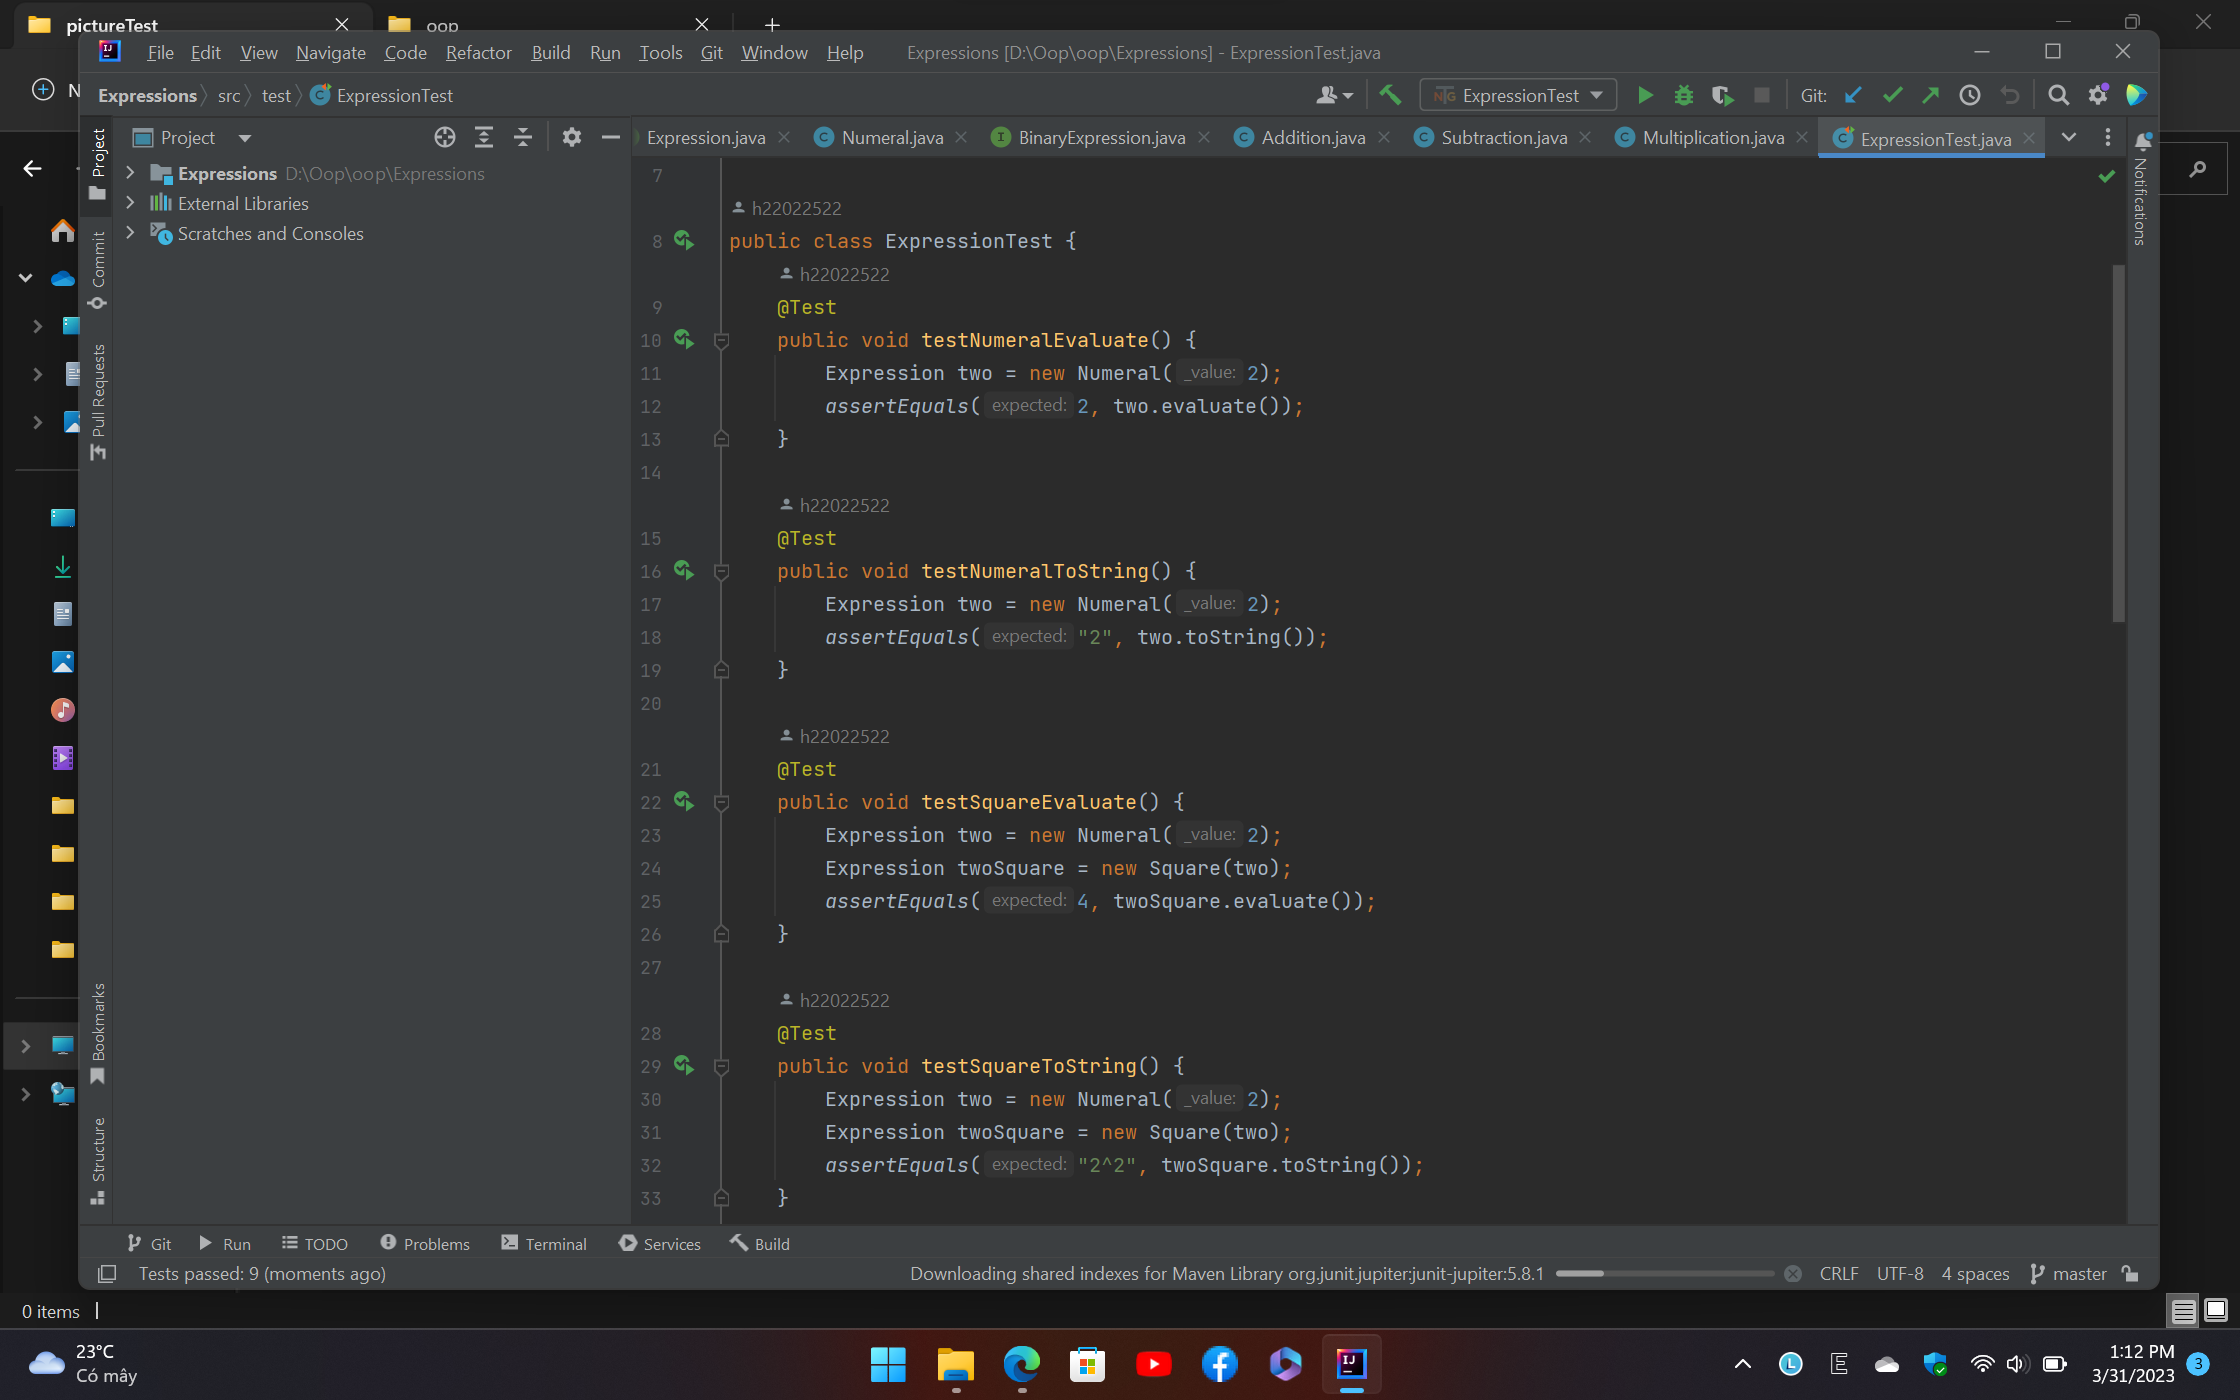 pictureTest
oop
File Edit View Navigate Code Refactor Build Run Tools Git Window Help Expressions [D:\Oop\oop\Expressions] - ExpressionTest.java
N
Expressions src test ExpressionTest
ExpressionTest
Git:
Project
Expression.java Numeral.java BinaryExpression.java Addition.java Subtraction.java Multiplication.java ExpressionTest.java
Expressions D:\Oop\oop\Expressions
External Libraries
Scratches and Consoles
Project
Commit
Pull Requests
Bookmarks
Structure
Notifications
7
h22022522
8 public class ExpressionTest {
h22022522
9 @Test
10 public void testNumeralEvaluate() {
11 Expression two = new Numeral( _value: 2);
12 assertEquals( expected: 2, two.evaluate());
13 }
14
h22022522
15 @Test
16 public void testNumeralToString() {
17 Expression two = new Numeral( _value: 2);
18 assertEquals( expected: "2", two.toString());
19 }
20
h22022522
21 @Test
22 public void testSquareEvaluate() {
23 Expression two = new Numeral( _value: 2);
24 Expression twoSquare = new Square(two);
25 assertEquals( expected: 4, twoSquare.evaluate());
26 }
27
h22022522
28 @Test
29 public void testSquareToString() {
30 Expression two = new Numeral( _value: 2);
31 Expression twoSquare = new Square(two);
32 assertEquals( expected: "2^2", twoSquare.toString());
33 }
Git Run TODO Problems Terminal Services Build
Tests passed: 9 (moments ago)
Downloading shared indexes for Maven Library org.junit.jupiter:junit-jupiter:5.8.1 CRLF UTF-8 4 spaces master
0 items
23°C
Có mây
IJ
L
E
1:12 PM
3/31/2023
3